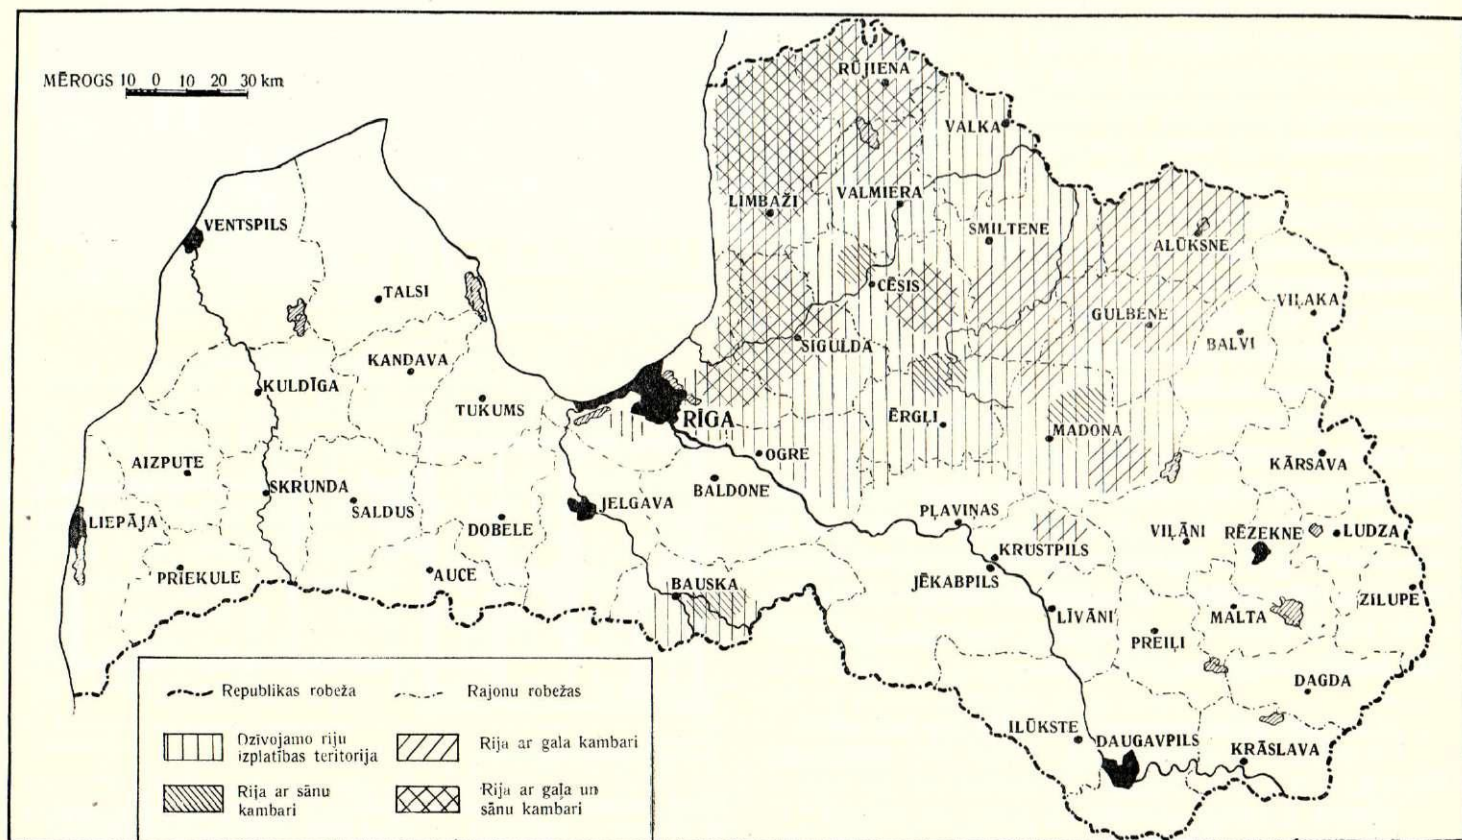 MĒROGS 10 0 10 20 30 km
RŪJIENA
VALKA
LIMBAŽI
VALMIERA
SMILTENE
ALŪKSNE
VENTSPILS
TALSI
CĒSIS
VIĻAKA
GULBENE
BALVI
SIGULDA
KANDAVA
KULDĪGA
TUKUMS
RĪGA
ĒRGĻI
MADONA
AIZPUTE
OGRE
KĀRSAVA
SKRUNDA
SALDUS
JELGAVA
BALDONE
LIEPĀJA
DOBELE
PĻAVIŅAS
VIĻĀNI
RĒZEKNE
LUDZA
KRUSTPILS
PRIEKULE
AUCE
BAUSKA
JĒKABPILS
ZILUPE
LĪVĀNI
MALTA
PREIĻI
DAGDA
ILŪKSTE
DAUGAVPILS
KRĀSLAVA
Republikas robeža
Rajonu robežas
Dzīvojamo riju
izplatības teritorija
Rija ar gala kambari
Rija ar sānu
kambari
Rija ar gaļa un
sānu kambari